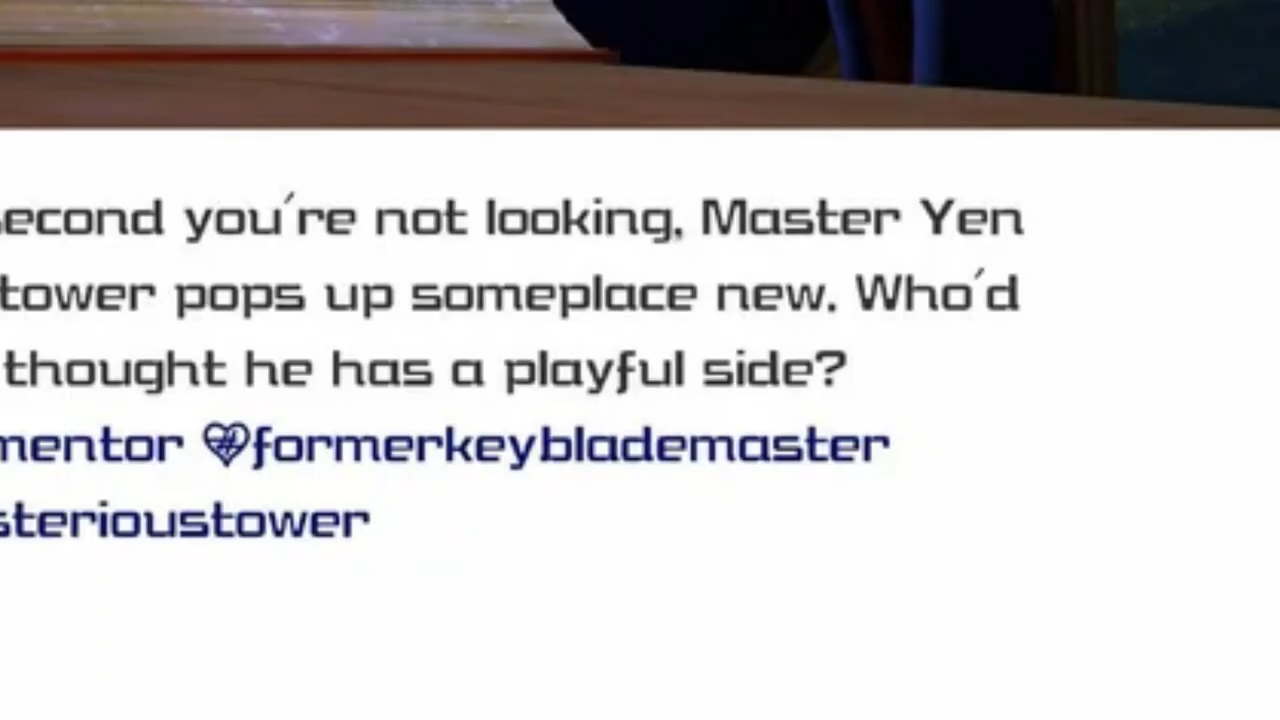 second you're not looking, Master Yen
tower pops up someplace new. Who'd
thought he has a playful side?
mentor #formerkeyblademaster
sterioustower